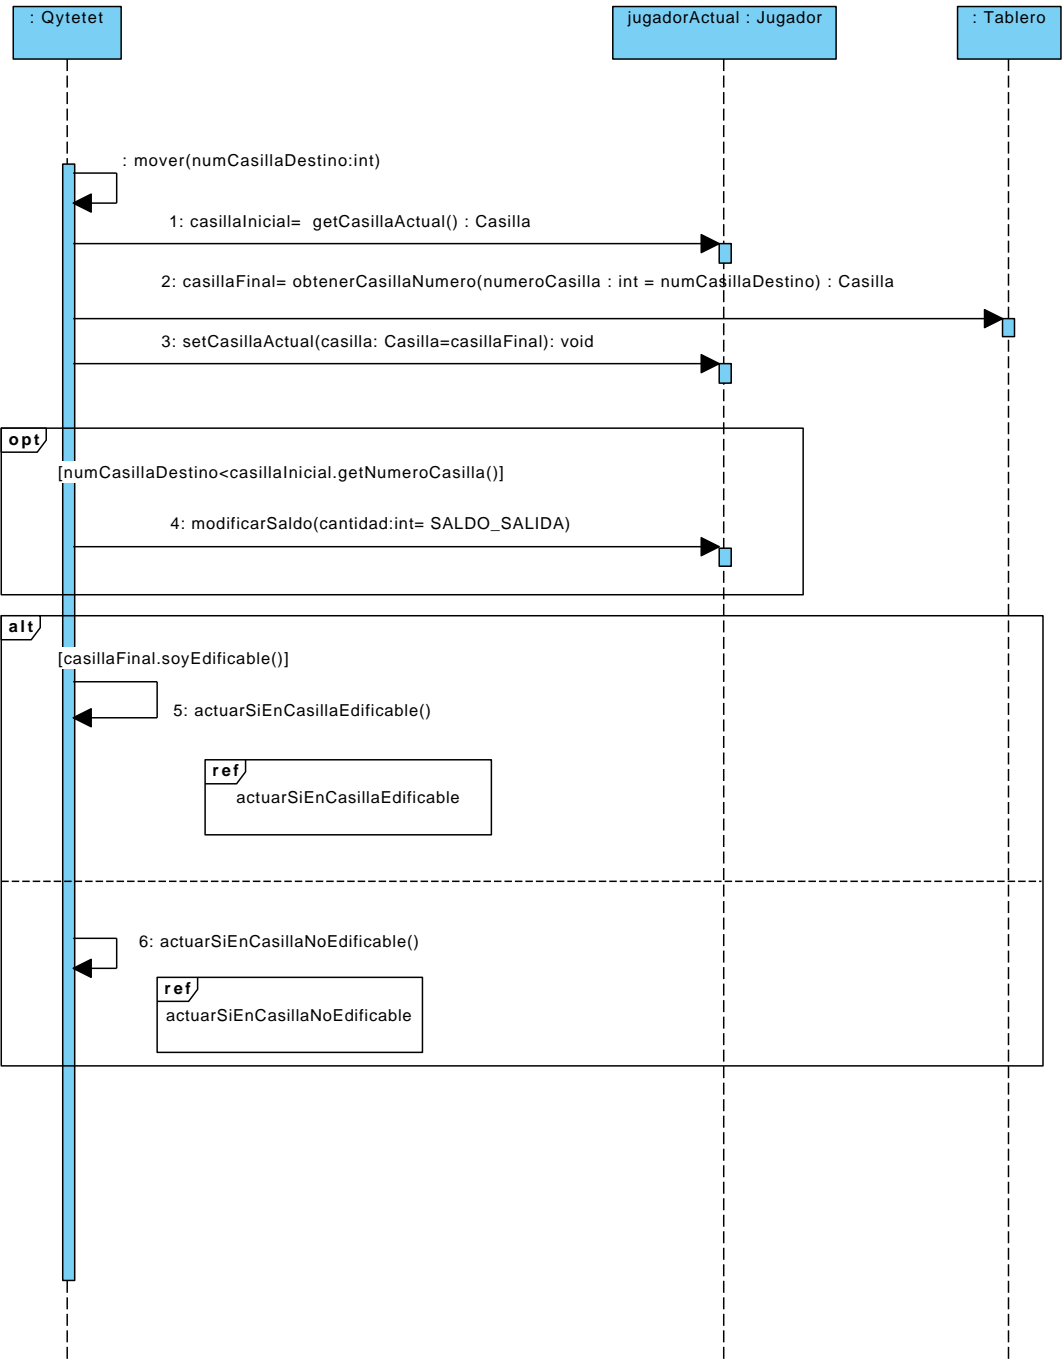 : Qytetet
jugadorActual : Jugador
: Tablero
: mover(numCasillaDestino:int)
1: casillaInicial=  getCasillaActual() : Casilla
2: casillaFinal= obtenerCasillaNumero(numeroCasilla : int = numCasillaDestino) : Casilla
3: setCasillaActual(casilla: Casilla=casillaFinal): void
opt
[numCasillaDestino<casillaInicial.getNumeroCasilla()]
4: modificarSaldo(cantidad:int= SALDO_SALIDA)
alt
[casillaFinal.soyEdificable()]
5: actuarSiEnCasillaEdificable()
ref
actuarSiEnCasillaEdificable
6: actuarSiEnCasillaNoEdificable()
ref
actuarSiEnCasillaNoEdificable